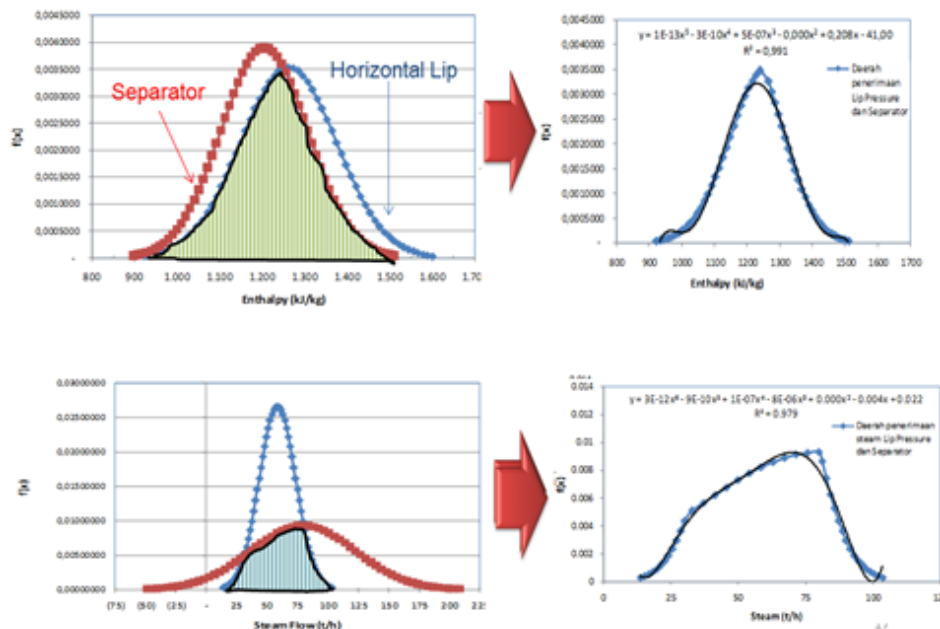 0,0045000
0,0040000
0,0035000
0,0030000
0,0025000
0,0020000
0,0015000
0,0010000
0,0005000
-
f(x)
Separator
Horizontal Lip
800 900 1.000 1.100 1.200 1.300 1.400 1.500 1.600 1.700
Enthalpy (kJ/kg)
0,0045000
0,0040000
0,0035000
0,0030000
0,0025000
0,0020000
0,0015000
0,0010000
0,0005000
-
f(x)
y = 1E-13x⁵ - 3E-10x⁴ + 5E-07x³ - 0,000x² + 0,208x - 41,00
R² = 0,991
Daerah
penerimaan
Lip Pressure
dan Separator
800 900 1000 1100 1200 1300 1400 1500 1600 1700
Enthalpy (kJ/kg)
0,03000000
0,02500000
0,02000000
0,01500000
0,01000000
0,00500000
0,00000000
f(x)
(75) (50) (25) - 25 50 75 100 125 150 175 200 225
Steam Flow (t/h)
0.014
0.012
0.01
0.008
0.006
0.004
0.002
0
f(x)
y = 3E-12x⁶ - 9E-10x⁵ + 1E-07x⁴ - 8E-06x³ + 0.000x² - 0.004x + 0.022
R² = 0.979
Daerah penerimaan
steam Lip Pressure
dan Separator
0 25 50 75 100
Steam (t/h)